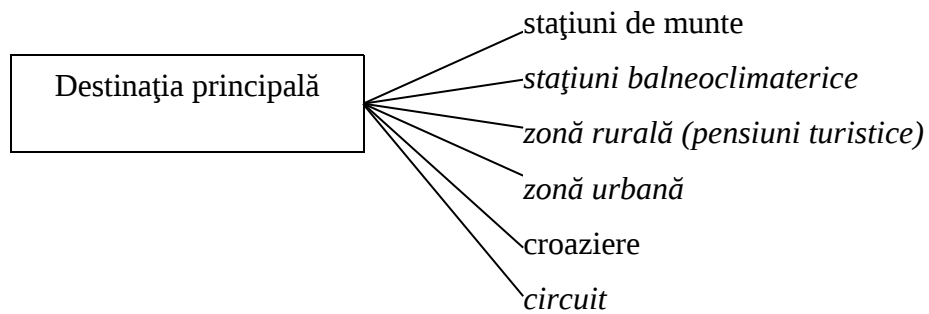 staţiuni de munte
Destinaţia principală
staţiuni balneoclimaterice
zonă rurală (pensiuni turistice)
zonă urbană
croaziere
circuit